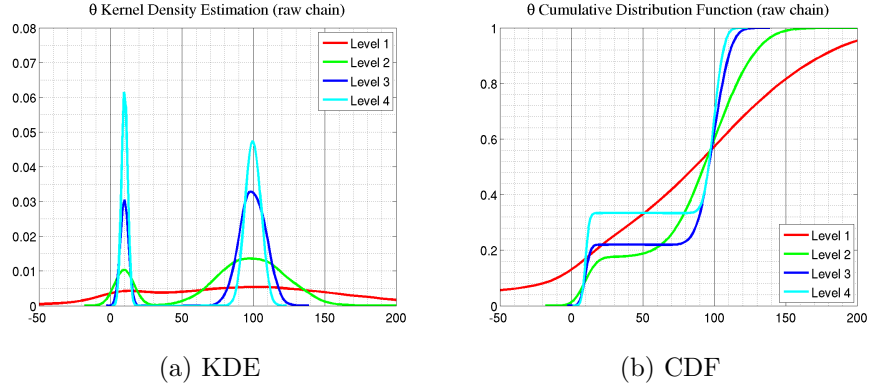 θ Kernel Density Estimation (raw chain)
0.08
0.07
0.06
0.05
0.04
0.03
0.02
0.01
0
-50 0 50 100 150 200
Level 1
Level 2
Level 3
Level 4
(a) KDE
θ Cumulative Distribution Function (raw chain)
1
0.8
0.6
0.4
0.2
0
-50 0 50 100 150 200
Level 1
Level 2
Level 3
Level 4
(b) CDF